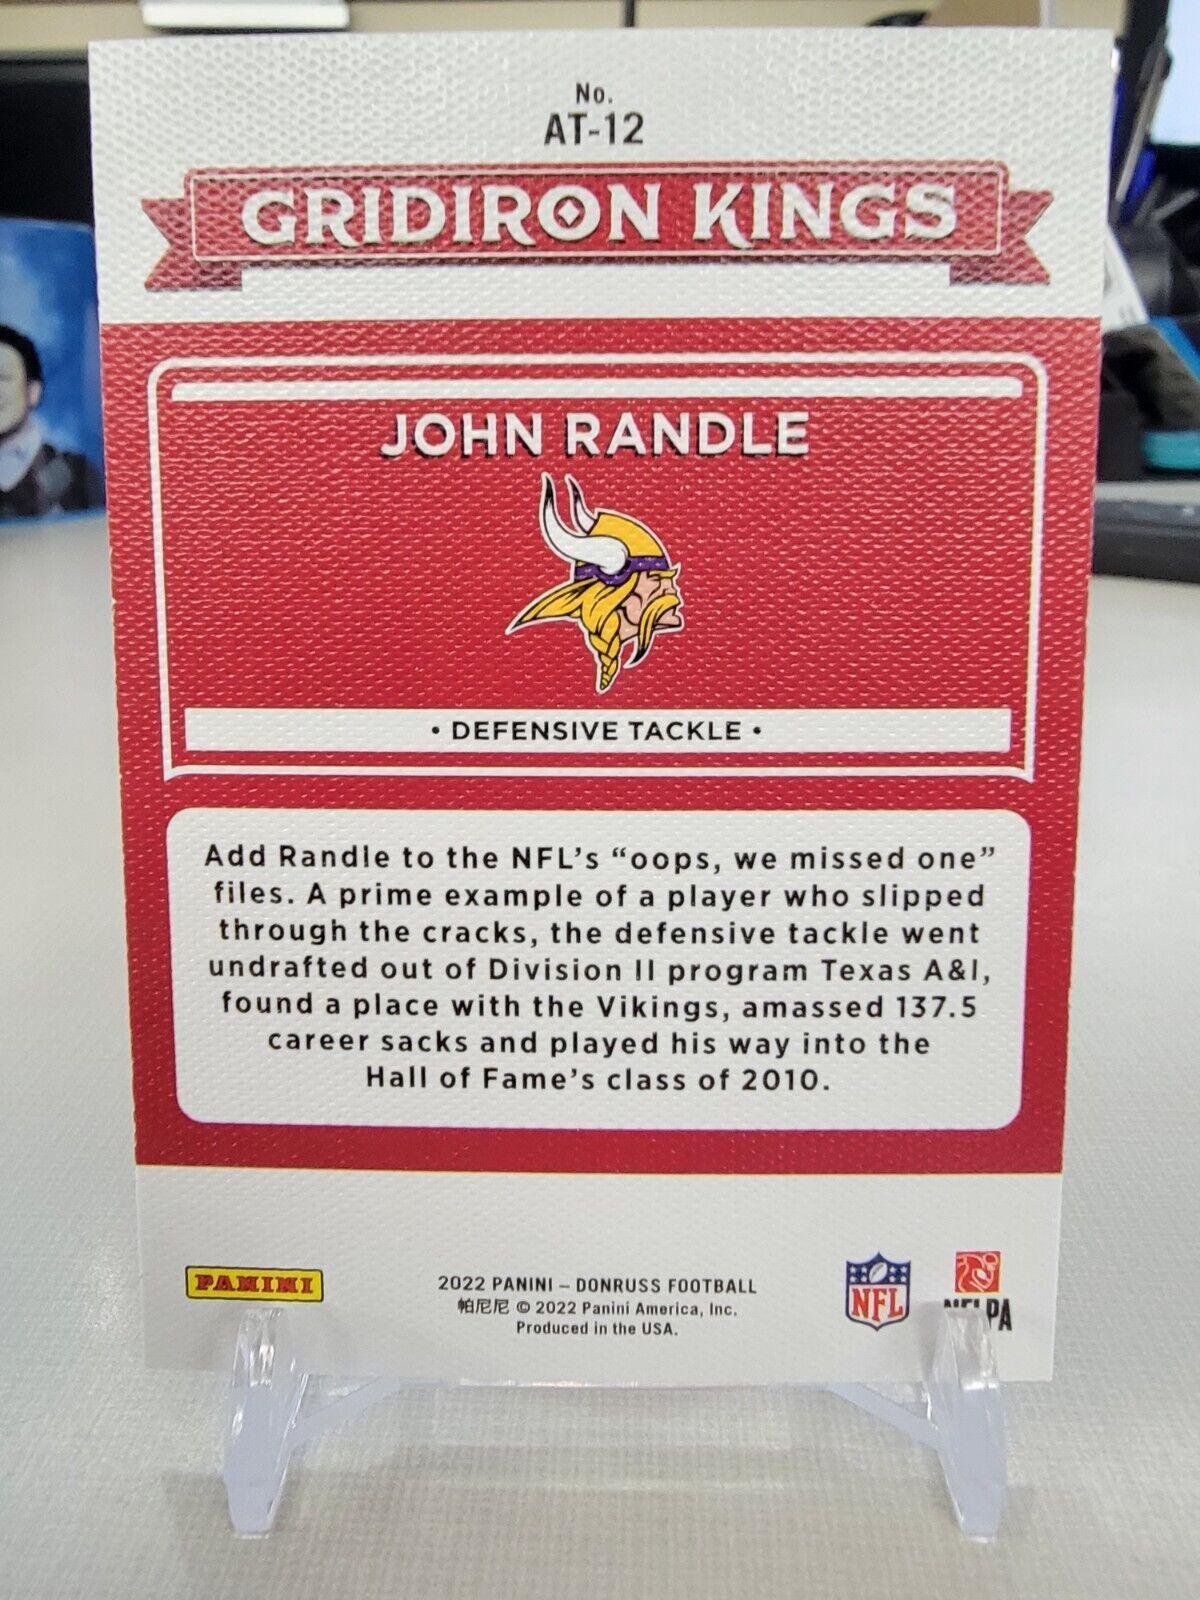 No.
AT-12
GRIDIRON KINGS
JOHN RANDLE
• DEFENSIVE TACKLE •
Add Randle to the NFL's “oops, we missed one”
files. A prime example of a player who slipped
through the cracks, the defensive tackle went
undrafted out of Division II program Texas A&I,
found a place with the Vikings, amassed 137.5
career sacks and played his way into the
Hall of Fame's class of 2010.
PANINI
2022 PANINI – DONRUSS FOOTBALL
帕尼尼 © 2022 Panini America, Inc.
Produced in the USA.
NFL
NFLPA